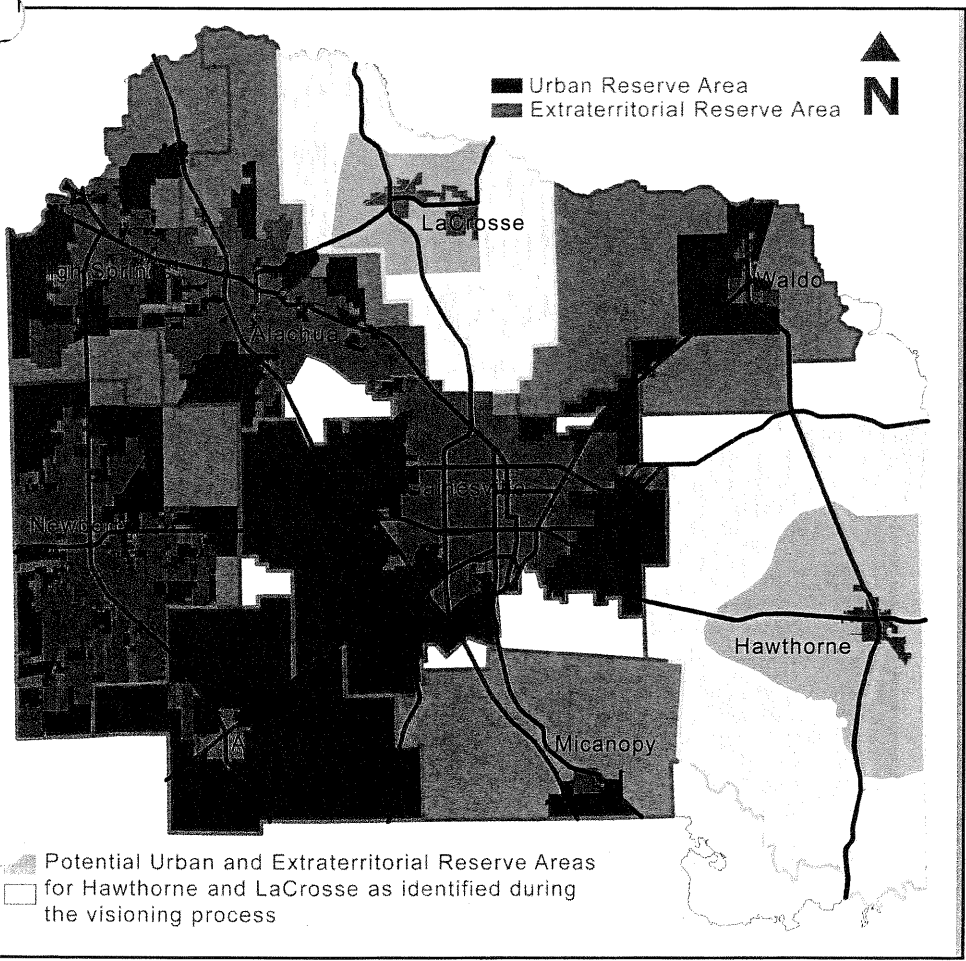 Urban Reserve Area
Extraterritorial Reserve Area
N
LaCrosse
Waldo
Alachua
Hawthorne
Micanopy
Potential Urban and Extraterritorial Reserve Areas
for Hawthorne and LaCrosse as identified during
the visioning process